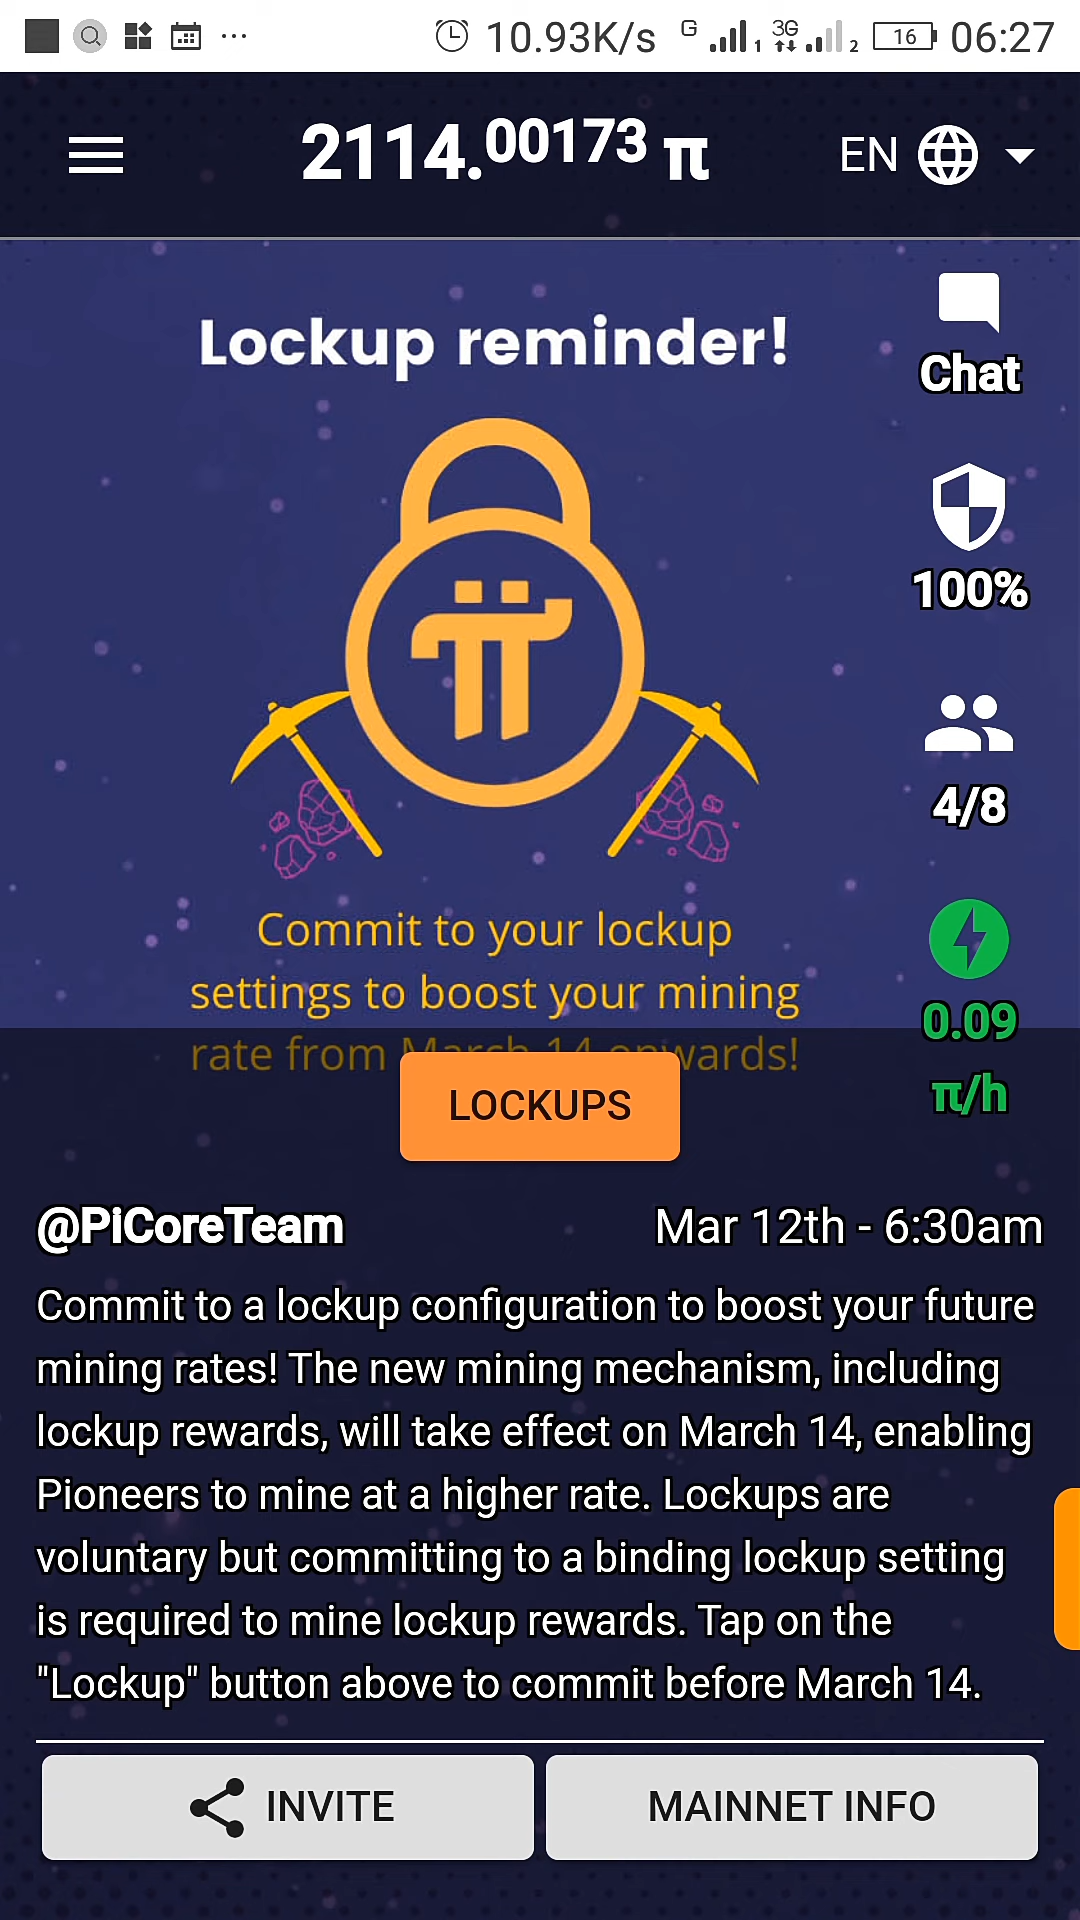 10.93K/s G 1 3G 2 16 06:27
2114.00173 π EN
Lockup reminder!
Chat
100%
4/8
Commit to your lockup
settings to boost your mining
rate from March 14 onwards!
0.09
π/h
LOCKUPS
@PiCoreTeam Mar 12th - 6:30am
Commit to a lockup configuration to boost your future
mining rates! The new mining mechanism, including
lockup rewards, will take effect on March 14, enabling
Pioneers to mine at a higher rate. Lockups are
voluntary but committing to a binding lockup setting
is required to mine lockup rewards. Tap on the
"Lockup" button above to commit before March 14.
INVITE MAINNET INFO